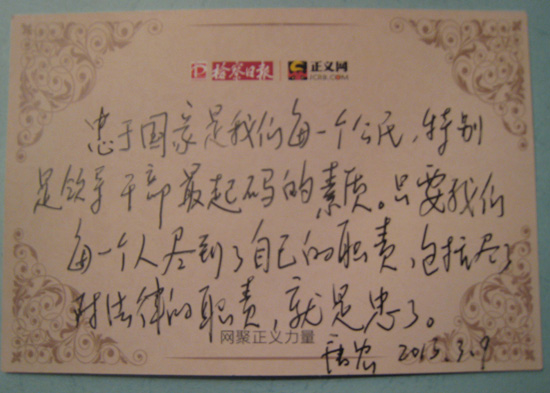 检察日报 正义网
JCRB.COM
忠于国家是我们每一个公民,特别
是领导干部最起码的素质。只要我们
每一个人尽到了自己的职责,包括尽了
对法律的职责,就是忠了。
网聚正义力量
2015.3.9